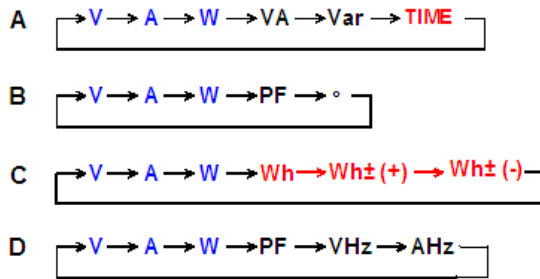 A V A W VA Var TIME
B V A W PF °
C V A W Wh Wh± (+) Wh± (-)
D V A W PF VHz AHz